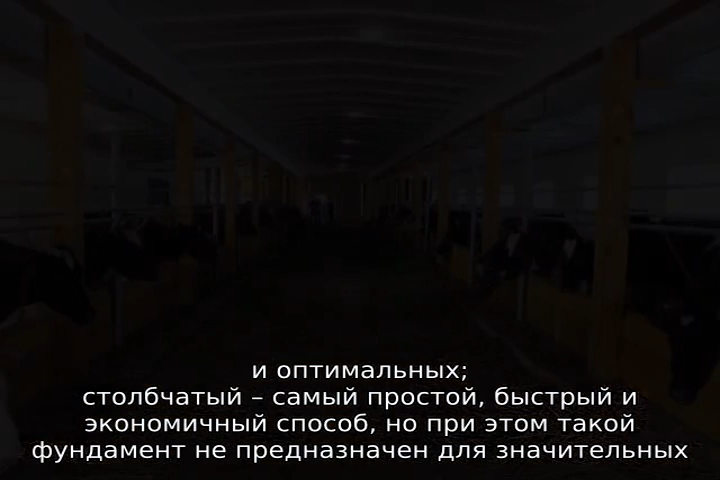 и оптимальных;
столбчатый – самый простой, быстрый и
экономичный способ, но при этом такой
фундамент не предназначен для значительных